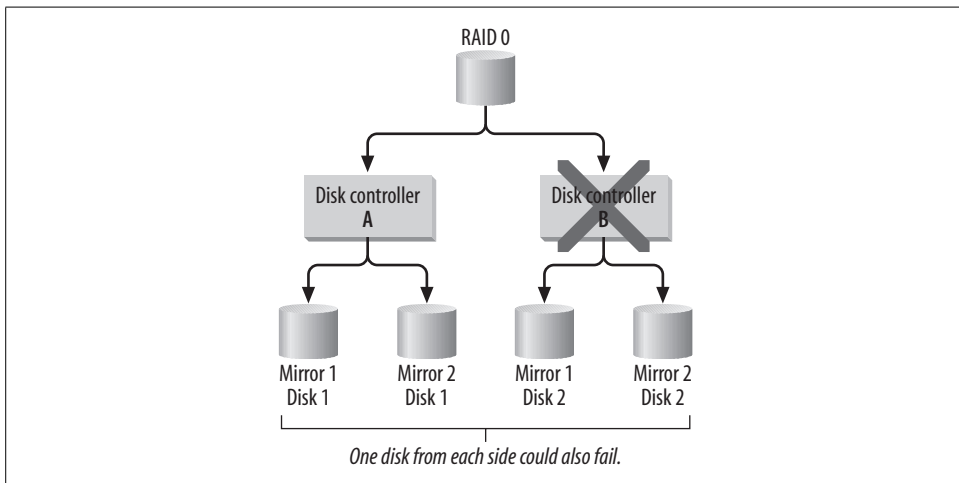 RAID 0
Disk controller
A
Disk controller
B
Mirror 1
Disk 1
Mirror 2
Disk 1
Mirror 1
Disk 2
Mirror 2
Disk 2
One disk from each side could also fail.